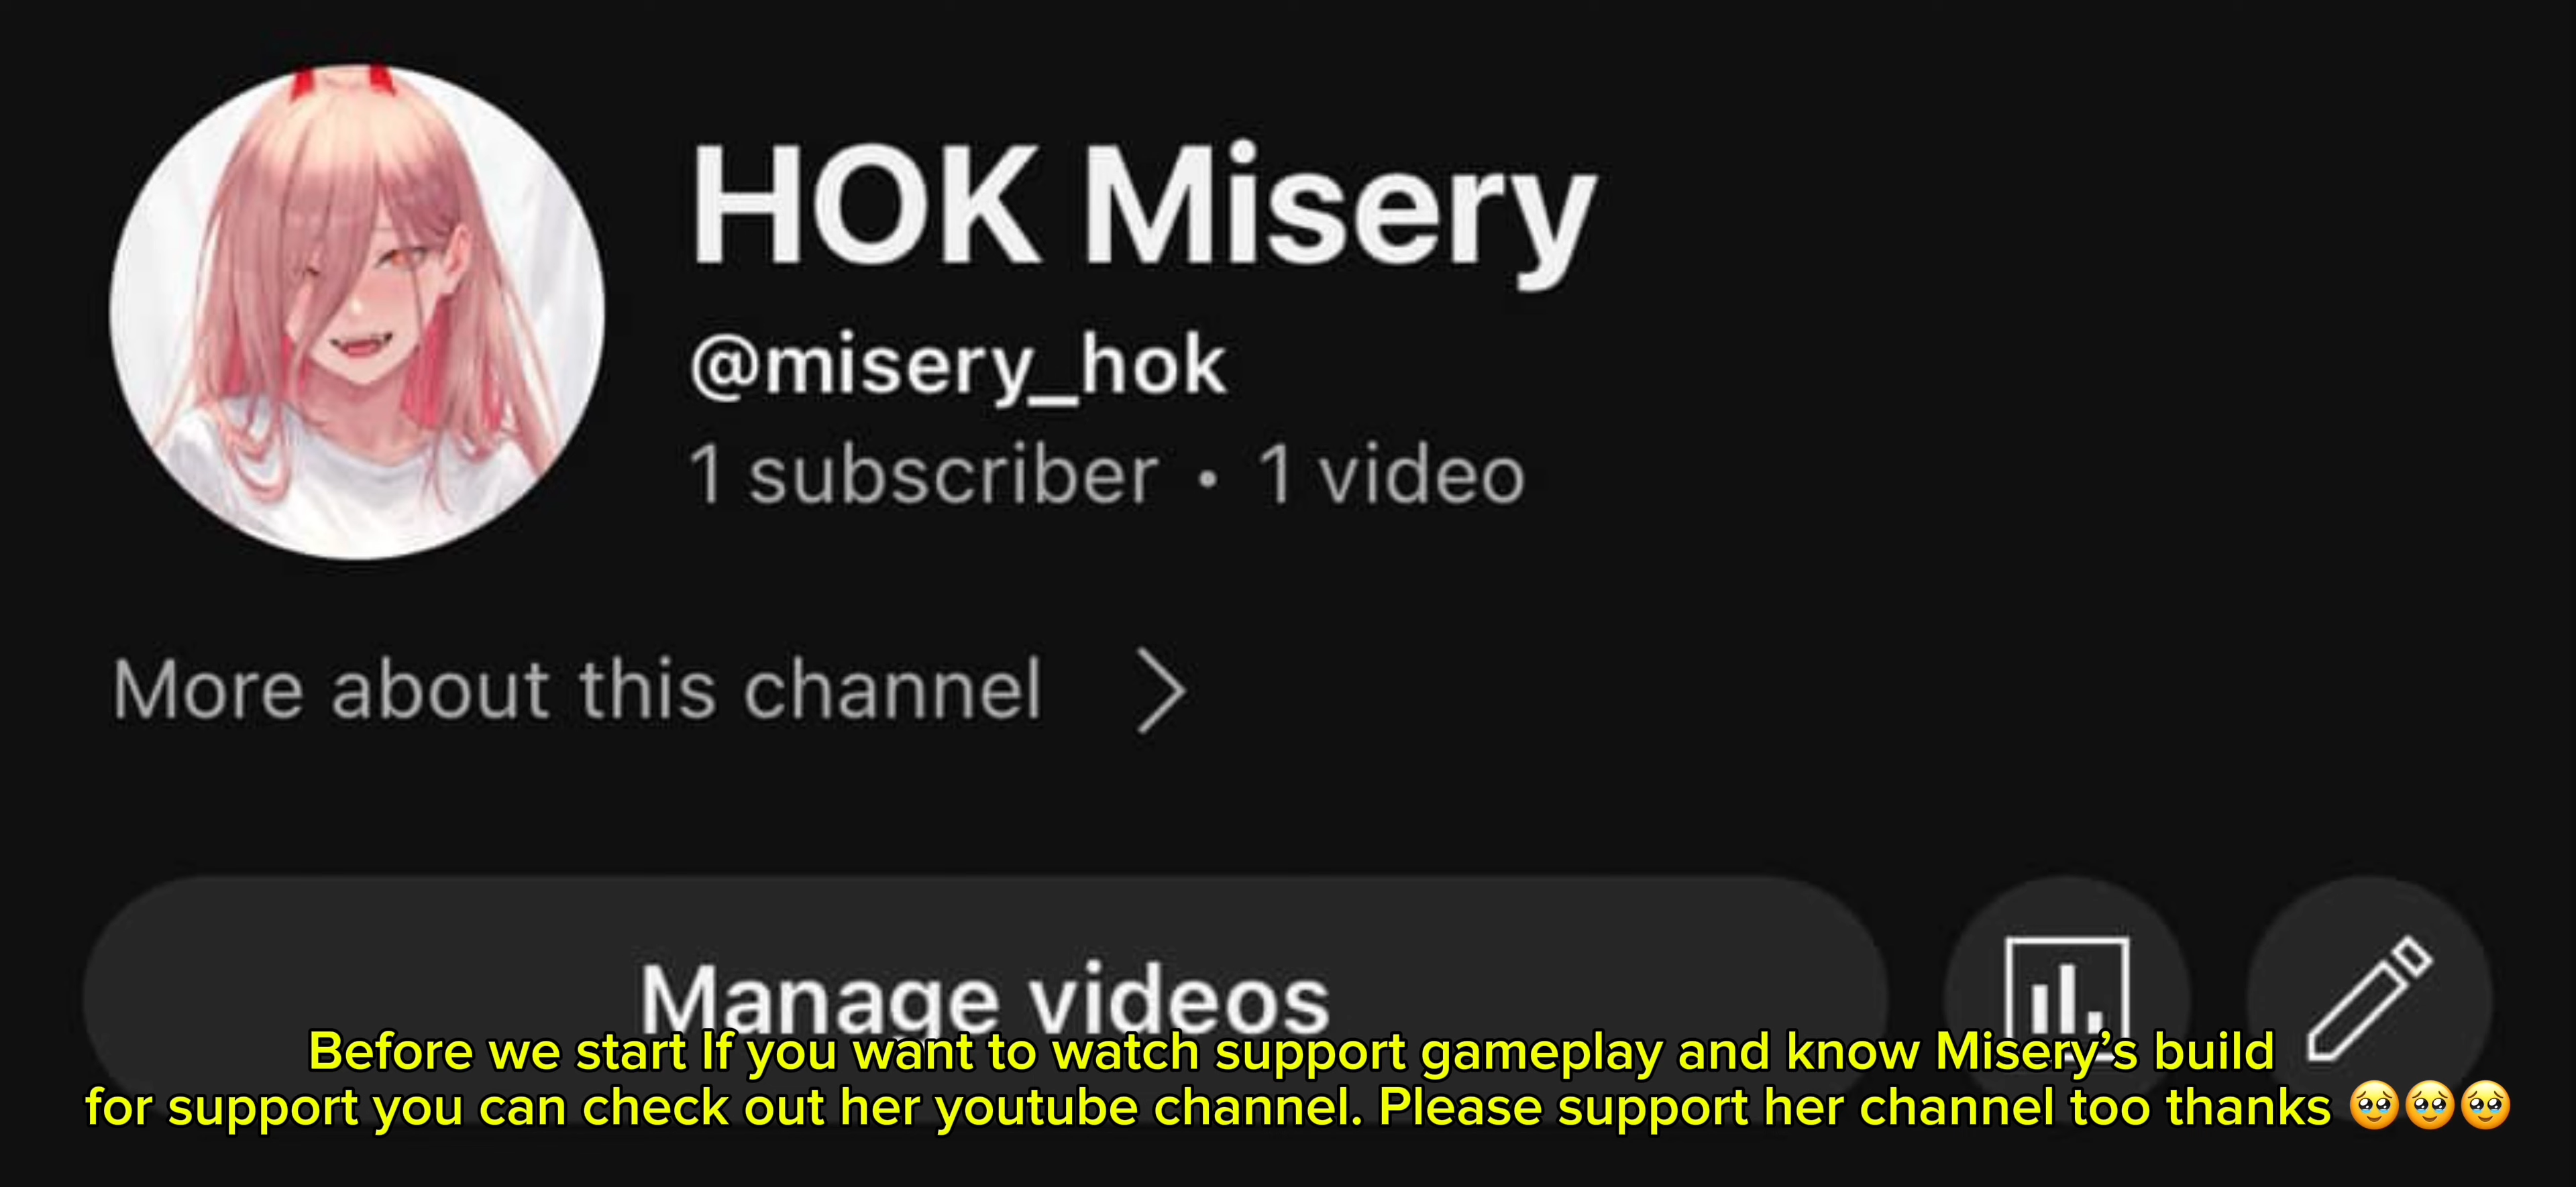 HOK Misery
@misery_hok
1 subscriber • 1 video
More about this channel >
Manage videos
Before we start If you want to watch support gameplay and know Misery's build
for support you can check out her youtube channel. Please support her channel too thanks 🥹🥹🥹